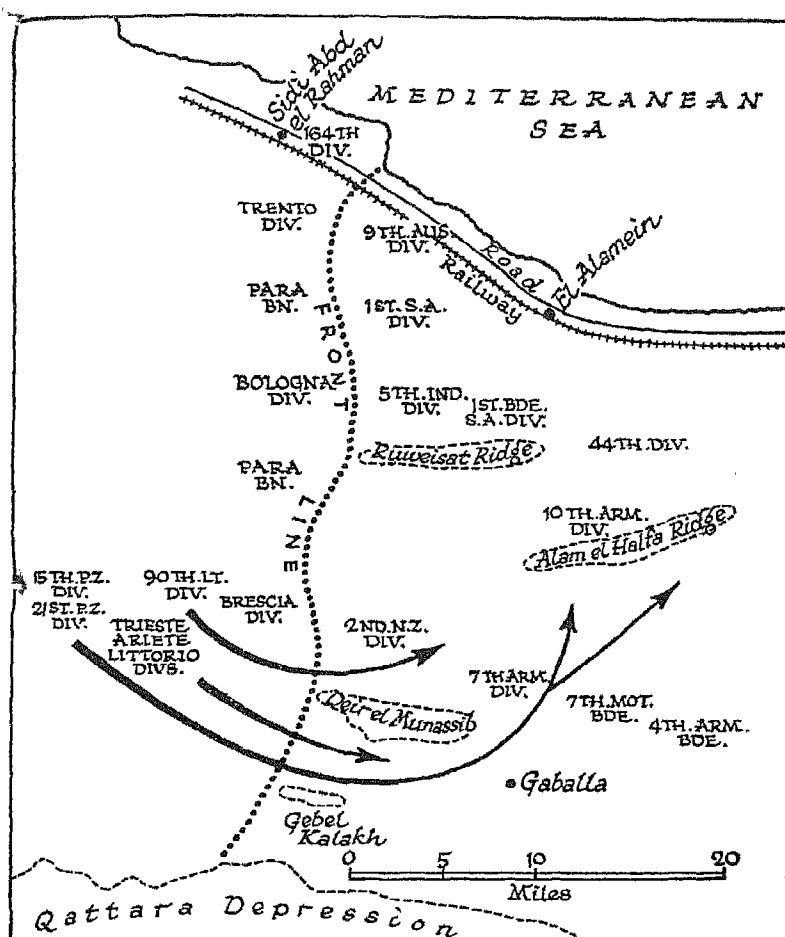 MEDITERRANEAN
SEA
Sidi Abd
el Rahman
164TH
DIV.
TRENTO
DIV.
9TH.AUS.
DIV.
Road
Railway
El Alamein
PARA
BN.
1ST.S.A.
DIV.
FRONT
BOLOGNA
DIV.
5TH.IND.
DIV.
1ST.BDE.
S.A.DIV.
Ruweisat Ridge
44TH.DIV.
PARA
BN.
LINE
10TH.ARM.
DIV.
Alam el Halfa Ridge
15TH.PZ.
DIV.
21ST.PZ.
DIV.
90TH.LT.
DIV.
BRESCIA
DIV.
TRIESTE
ARIETE
LITTORIO
DIVS.
2ND.N.Z.
DIV.
7TH.ARM.
DIV.
7TH.MOT.
BDE.
4TH.ARM.
BDE.
Deir el Munassib
Gaballa
Gebel
Kalakh
0 5 10 20
Miles
Qattara Depression